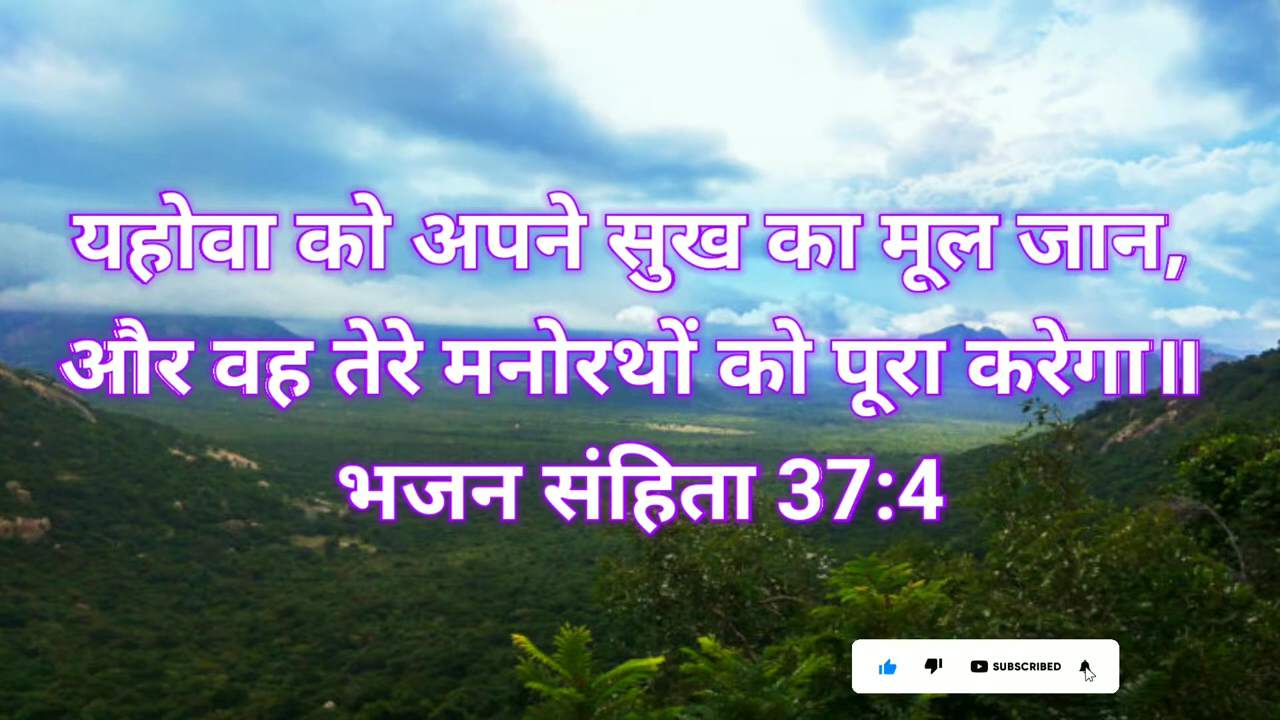 यहोवा को अपने सुख का मूल जान,
और वह तेरे मनोरथों को पूरा करेगा॥
भजन संहिता 37:4
SUBSCRIBED